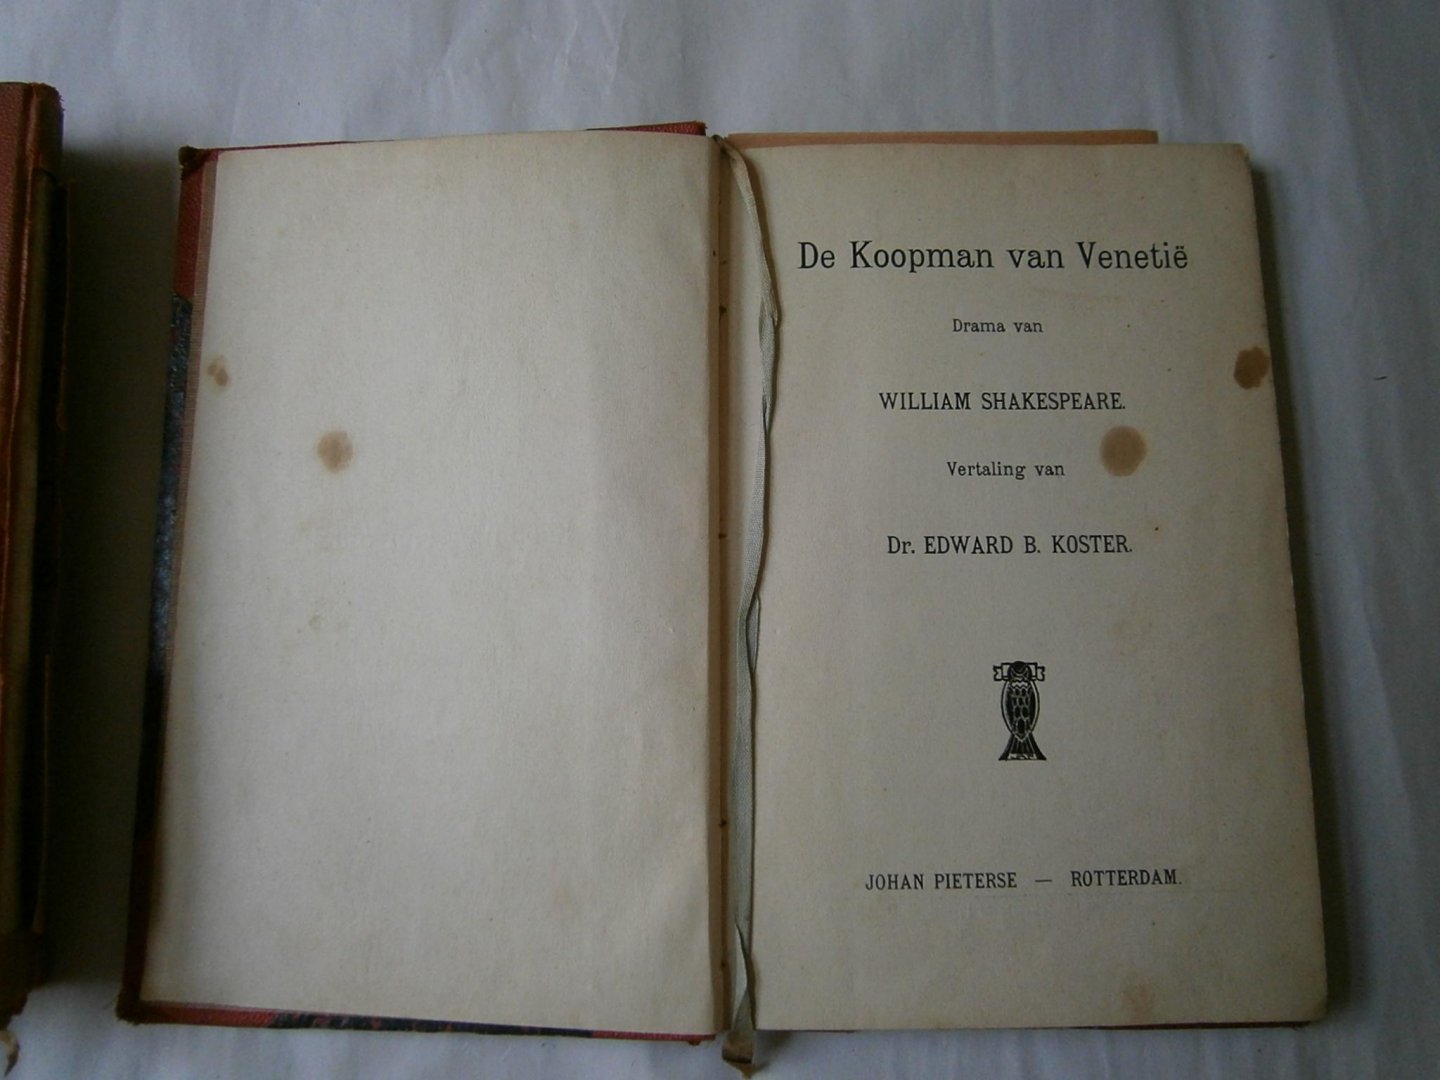 De Koopman van Venetië
Drama van
WILLIAM SHAKESPEARE.
Vertaling van
Dr. EDWARD B. KOSTER.
JOHAN PIETERSE — ROTTERDAM.